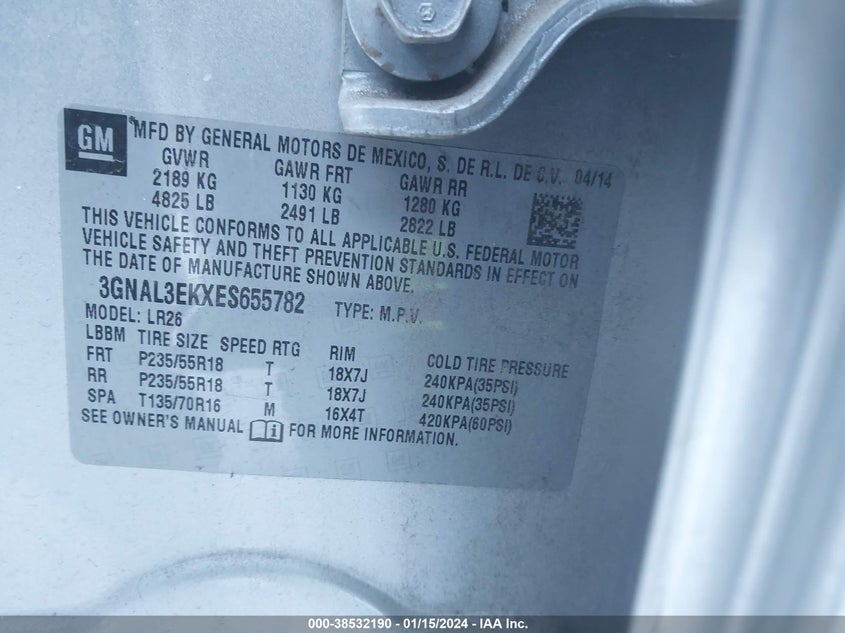 GM
® MFD BY GENERAL MOTORS DE MEXICO, S. DE R.L. DE C.V. 04/14
GVWR GAWR FRT GAWR RR
2189 KG 1130 KG 1280 KG
4825 LB 2491 LB 2822 LB
THIS VEHICLE CONFORMS TO ALL APPLICABLE U.S. FEDERAL MOTOR
VEHICLE SAFETY AND THEFT PREVENTION STANDARDS IN EFFECT ON
THE DATE OF MANUFACTURE SHOWN ABOVE.
3GNAL3EKXES655782 TYPE: M.P.V.
MODEL: LR26
LBBM TIRE SIZE SPEED RTG RIM COLD TIRE PRESSURE
FRT P235/55R18 T 18X7J 240KPA(35PSI)
RR P235/55R18 T 18X7J 240KPA(35PSI)
SPA T135/70R16 M 16X4T 420KPA(60PSI)
SEE OWNER'S MANUAL i FOR MORE INFORMATION.
000-38532190 - 01/15/2024 - IAA Inc.